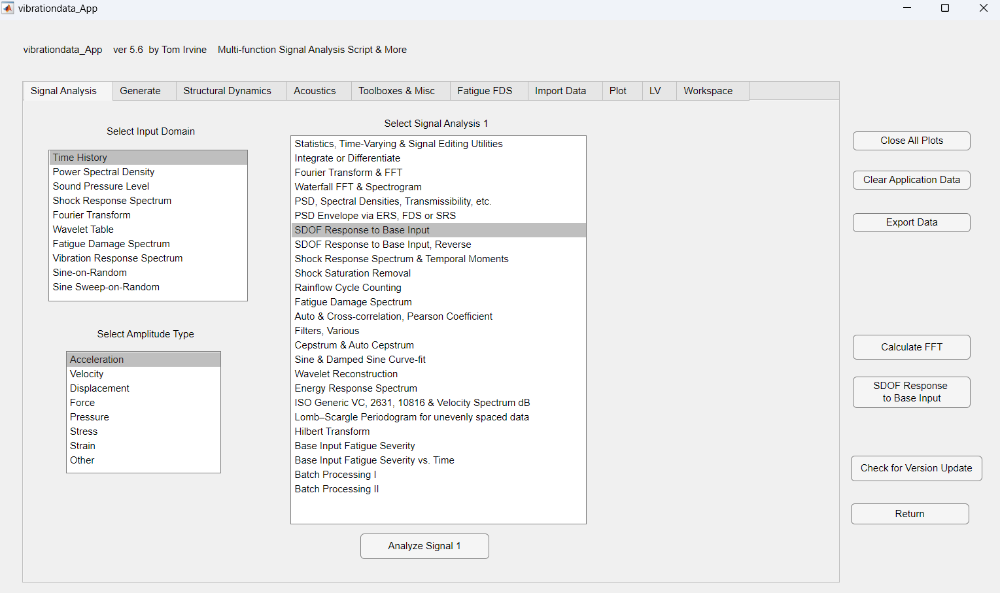 vibrationdata_App
vibrationdata_App ver 5.6 by Tom Irvine Multi-function Signal Analysis Script & More
Signal Analysis Generate Structural Dynamics Acoustics Toolboxes & Misc Fatigue FDS Import Data Plot LV Workspace
Select Input Domain
Time History
Power Spectral Density
Sound Pressure Level
Shock Response Spectrum
Fourier Transform
Wavelet Table
Fatigue Damage Spectrum
Vibration Response Spectrum
Sine-on-Random
Sine Sweep-on-Random
Select Amplitude Type
Acceleration
Velocity
Displacement
Force
Pressure
Stress
Strain
Other
Select Signal Analysis 1
Statistics, Time-Varying & Signal Editing Utilities
Integrate or Differentiate
Fourier Transform & FFT
Waterfall FFT & Spectrogram
PSD, Spectral Densities, Transmissibility, etc.
PSD Envelope via ERS, FDS or SRS
SDOF Response to Base Input
SDOF Response to Base Input, Reverse
Shock Response Spectrum & Temporal Moments
Shock Saturation Removal
Rainflow Cycle Counting
Fatigue Damage Spectrum
Auto & Cross-correlation, Pearson Coefficient
Filters, Various
Cepstrum & Auto Cepstrum
Sine & Damped Sine Curve-fit
Wavelet Reconstruction
Energy Response Spectrum
ISO Generic VC, 2631, 10816 & Velocity Spectrum dB
Lomb–Scargle Periodogram for unevenly spaced data
Hilbert Transform
Base Input Fatigue Severity
Base Input Fatigue Severity vs. Time
Batch Processing I
Batch Processing II
Analyze Signal 1
Close All Plots
Clear Application Data
Export Data
Calculate FFT
SDOF Response
to Base Input
Check for Version Update
Return